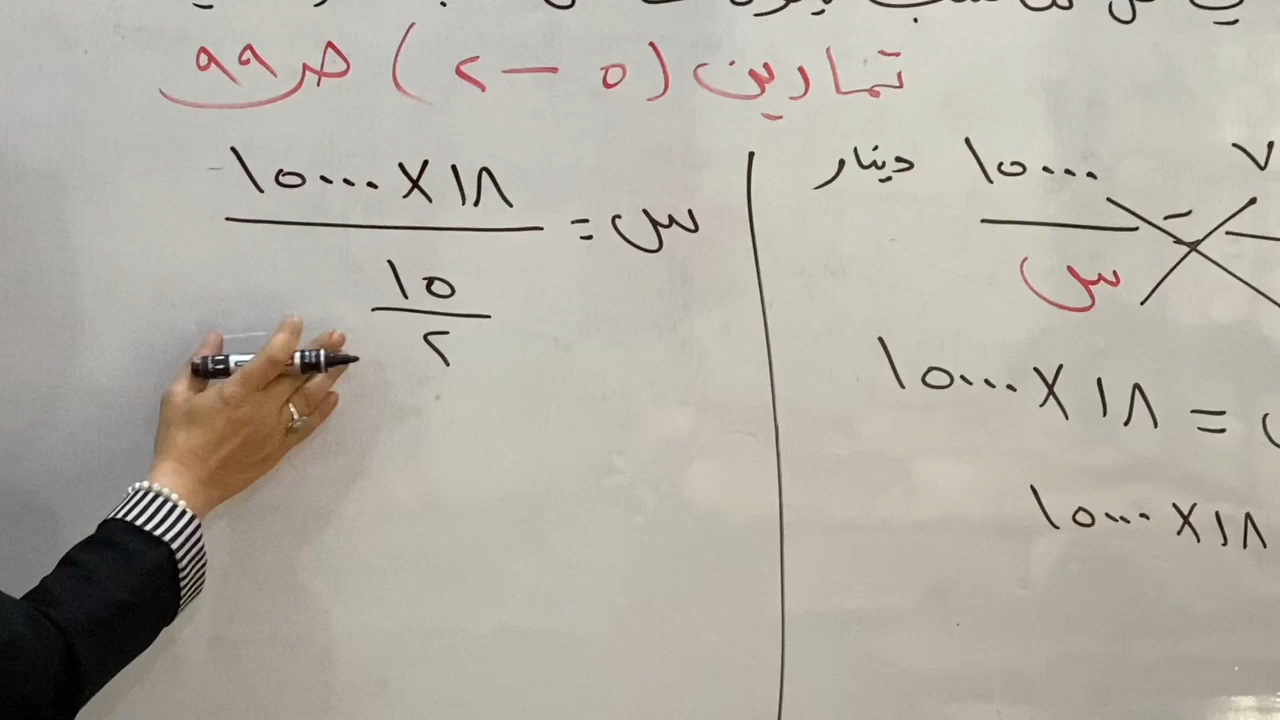 تمارين (٥ – ٢) ص٩٩
٧
١٥٠٠٠ دينار
س
١٥٠٠٠ × ١٨ =
١٥٠٠٠ × ١٨
س = ١٥٠٠٠ × ١٨
١٥
٢